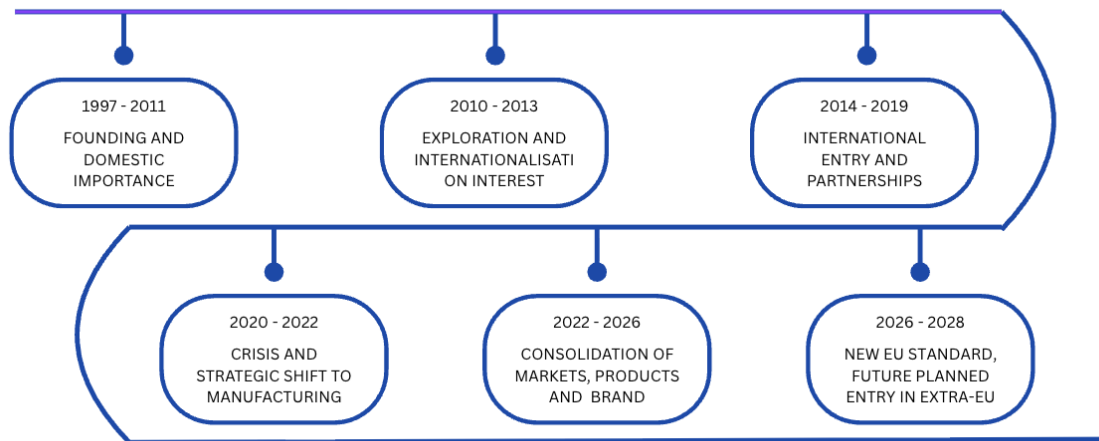 1997 - 2011
FOUNDING AND
DOMESTIC
IMPORTANCE
2010 - 2013
EXPLORATION AND
INTERNATIONALISATI
ON INTEREST
2014 - 2019
INTERNATIONAL
ENTRY AND
PARTNERSHIPS
2020 - 2022
CRISIS AND
STRATEGIC SHIFT TO
MANUFACTURING
2022 - 2026
CONSOLIDATION OF
MARKETS, PRODUCTS
AND  BRAND
2026 - 2028
NEW EU STANDARD,
FUTURE PLANNED
ENTRY IN EXTRA-EU